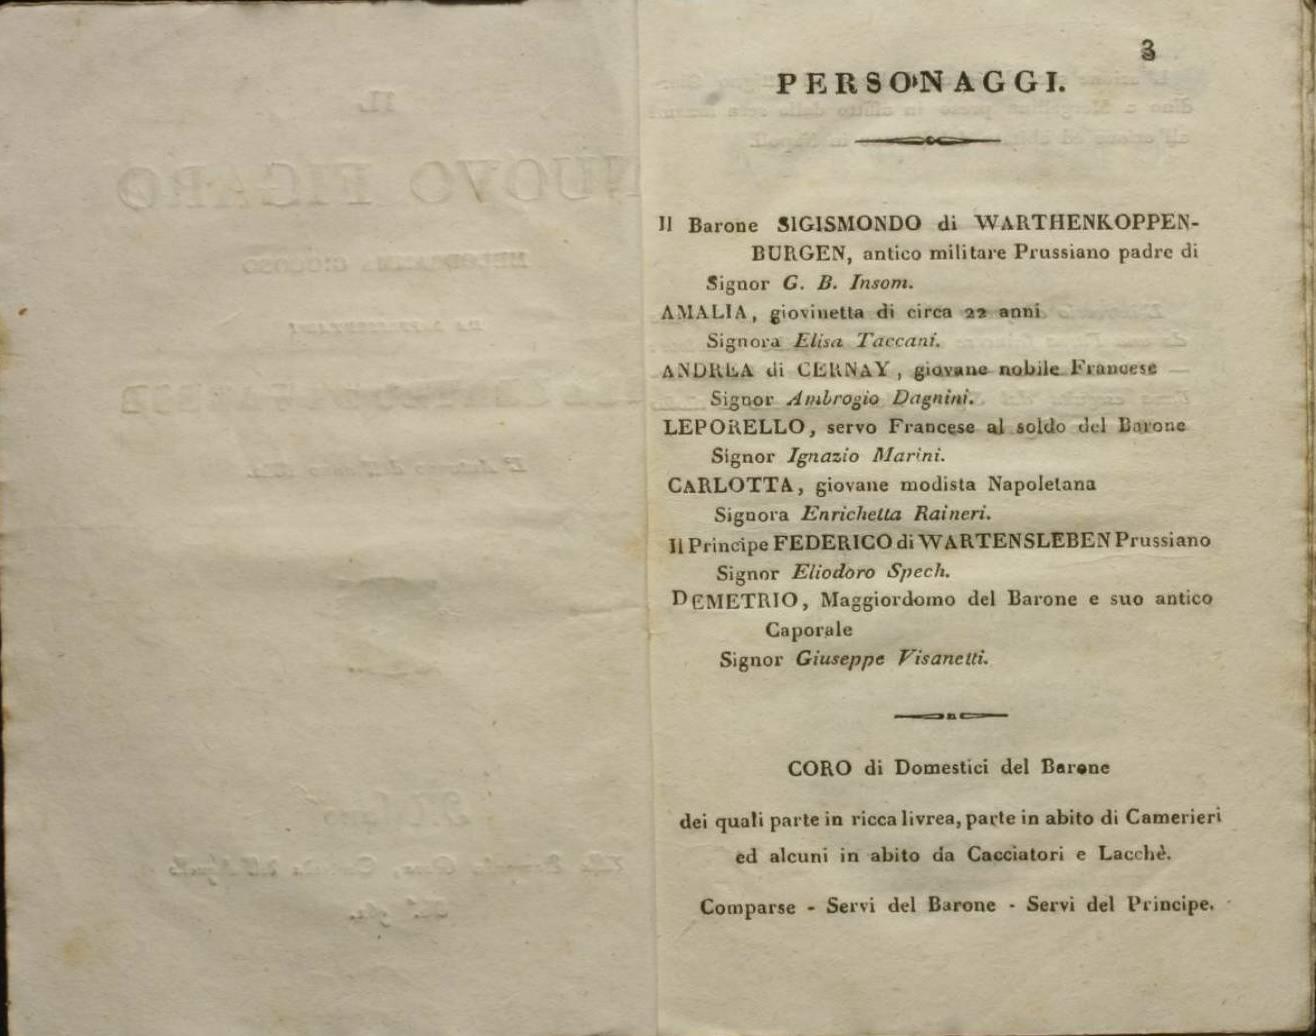 3
PERSONAGGI.
Il Barone SIGISMONDO di WARTHENKOPPEN-
BURGEN, antico militare Prussiano padre di
Signor G. B. Insom.
AMALIA, giovinetta di circa 22 anni
Signora Elisa Taccani.
ANDREA di CERNAY, giovane nobile Francese
Signor Ambrogio Dagnini.
LEPORELLO, servo Francese al soldo del Barone
Signor Ignazio Marini.
CARLOTTA, giovane modista Napoletana
Signora Enrichetta Raineri.
Il Principe FEDERICO di WARTENSLEBEN Prussiano
Signor Eliodoro Spech.
DEMETRIO, Maggiordomo del Barone e suo antico
Caporale
Signor Giuseppe Visanetti.
CORO di Domestici del Barone
dei quali parte in ricca livrea, parte in abito di Camerieri
ed alcuni in abito da Cacciatori e Lacchè.
Comparse - Servi del Barone - Servi del Principe.